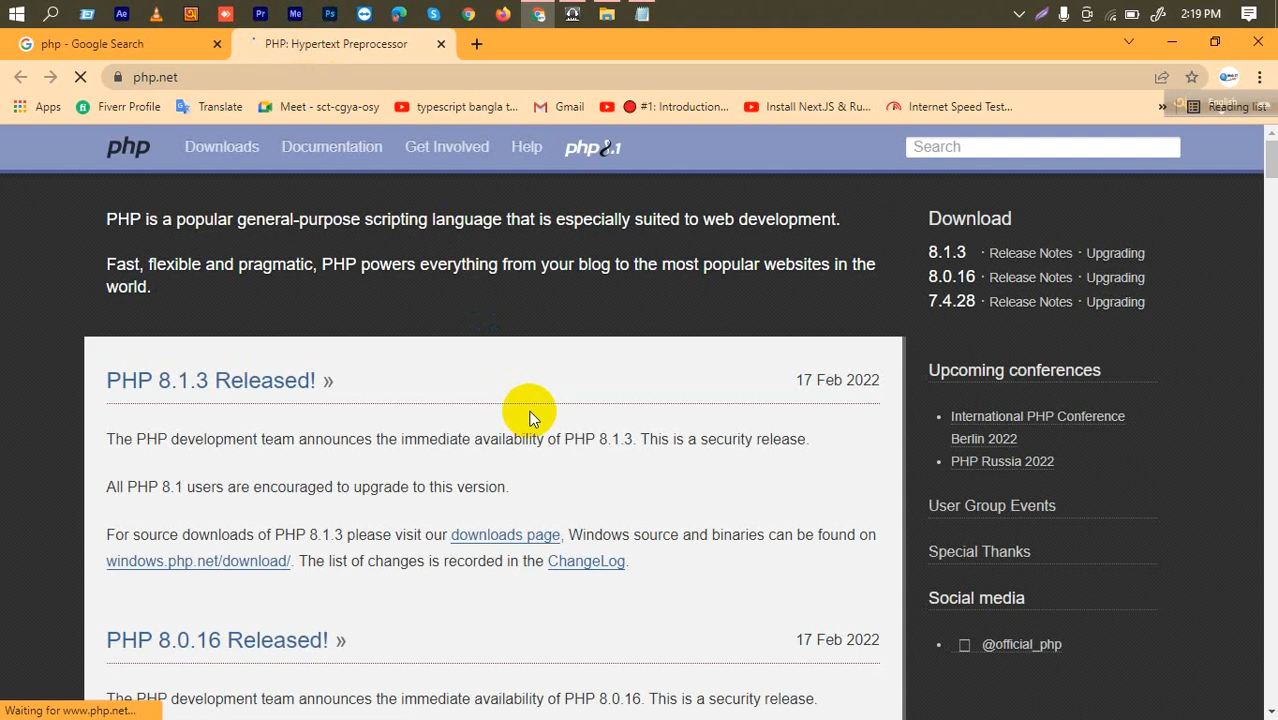 2:19 PM
php - Google Search
PHP: Hypertext Preprocessor
php.net
Apps
Fiverr Profile
Translate
Meet - sct-cgya-osy
typescript bangla t...
Gmail
#1: Introduction...
Install NextJS & Ru...
Internet Speed Test...
»
English
Reading list
php
Downloads
Documentation
Get Involved
Help
php8.1
Search
PHP is a popular general-purpose scripting language that is especially suited to web development.
Fast, flexible and pragmatic, PHP powers everything from your blog to the most popular websites in the
world.
Download
8.1.3 · Release Notes · Upgrading
8.0.16 · Release Notes · Upgrading
7.4.28 · Release Notes · Upgrading
PHP 8.1.3 Released! »
17 Feb 2022
The PHP development team announces the immediate availability of PHP 8.1.3. This is a security release.
All PHP 8.1 users are encouraged to upgrade to this version.
For source downloads of PHP 8.1.3 please visit our downloads page, Windows source and binaries can be found on
windows.php.net/download/. The list of changes is recorded in the ChangeLog.
PHP 8.0.16 Released! »
17 Feb 2022
The PHP development team announces the immediate availability of PHP 8.0.16. This is a security release.
Upcoming conferences
International PHP Conference
Berlin 2022
PHP Russia 2022
User Group Events
Special Thanks
Social media
@official_php
Waiting for www.php.net...